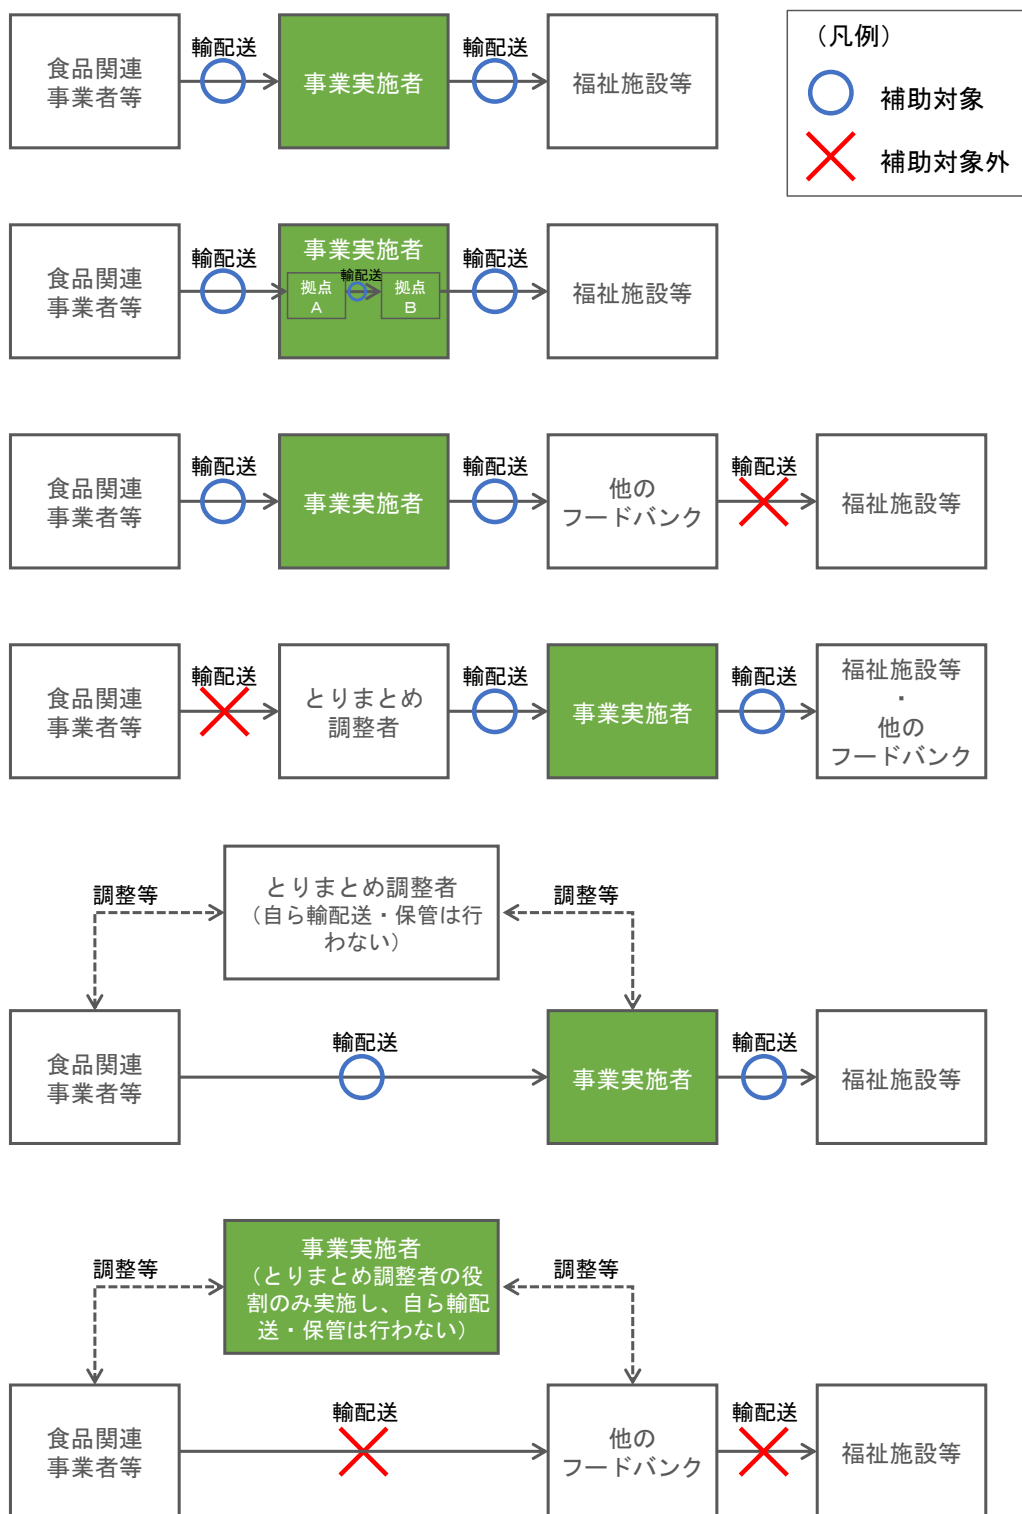 輸配送
輸配送
食品関連
事業者等
事業実施者
福祉施設等
(凡例)
補助対象
補助対象外
輸配送
輸配送
食品関連
事業者等
事業実施者
輸配送
拠点
A
拠点
B
福祉施設等
輸配送
輸配送
輸配送
食品関連
事業者等
事業実施者
他の
フードバンク
福祉施設等
輸配送
輸配送
輸配送
食品関連
事業者等
とりまとめ
調整者
事業実施者
福祉施設等
・
他の
フードバンク
調整等
とりまとめ調整者
(自ら輸配送・保管は行
わない)
調整等
輸配送
輸配送
食品関連
事業者等
事業実施者
福祉施設等
調整等
事業実施者
(とりまとめ調整者の役
割のみ実施し、自ら輸配
送・保管は行わない)
調整等
輸配送
輸配送
食品関連
事業者等
他の
フードバンク
福祉施設等